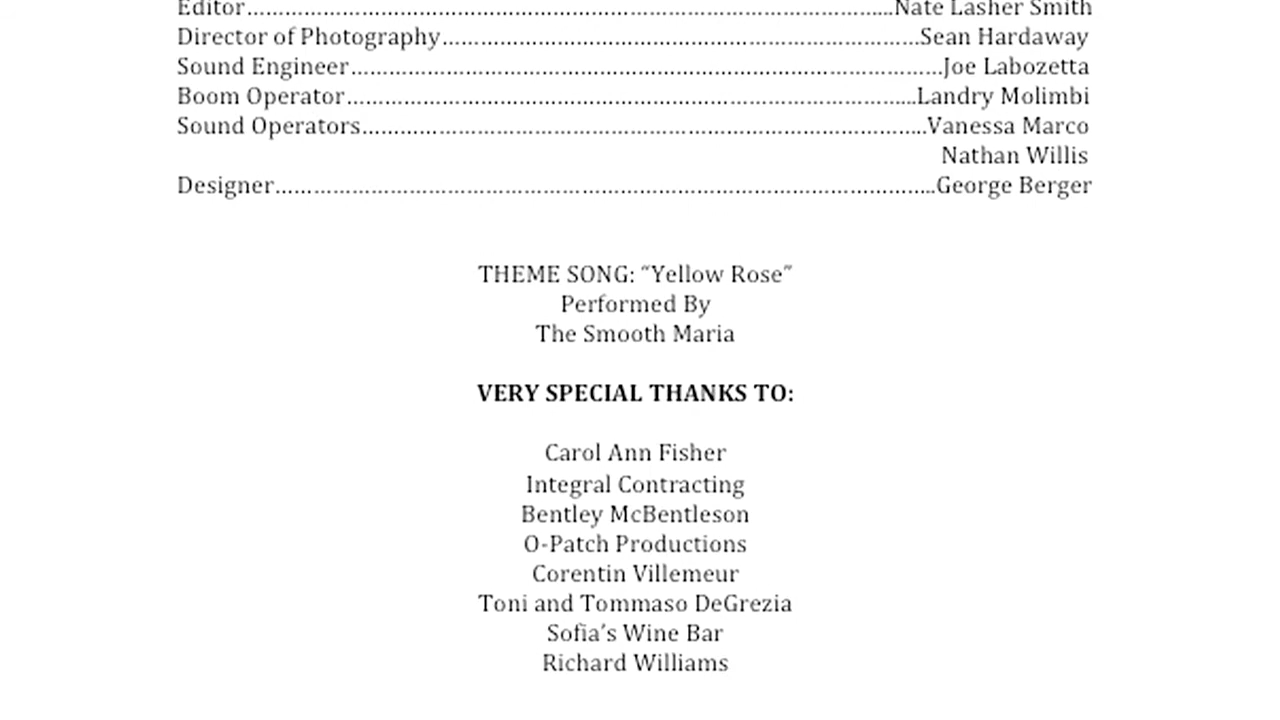 Editor………………………………………………………………………...Nate Lasher Smith
Director of Photography……………………………………………………...Sean Hardaway
Sound Engineer…………………………………………………………………...Joe Labozetta
Boom Operator………………………………………………………………...Landry Molimbi
Sound Operators………………………………………………………………...Vanessa Marco
Nathan Willis
Designer…………………………………………………………………………...George Berger
THEME SONG: “Yellow Rose”
Performed By
The Smooth Maria
VERY SPECIAL THANKS TO:
Carol Ann Fisher
Integral Contracting
Bentley McBentleson
O-Patch Productions
Corentin Villemeur
Toni and Tommaso DeGrezia
Sofia’s Wine Bar
Richard Williams